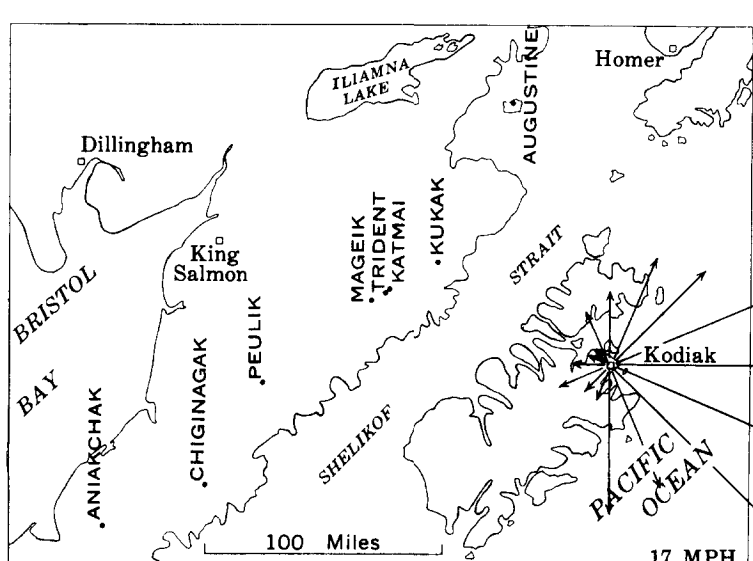 ILIAMNA
LAKE
AUGUSTINE
Homer
Dillingham
KUKAK
MAGEIK
TRIDENT
KATMAI
King
Salmon
STRAIT
BRISTOL
BAY
PEULIK
Kodiak
CHIGINAGAK
ANIAKCHAK
SHELIKOF
PACIFIC
OCEAN
100 Miles
17 MPH